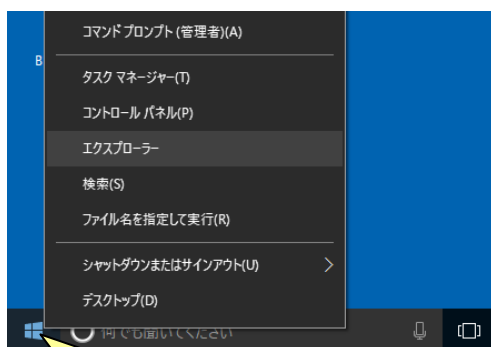 コマンド プロンプト (管理者)(A)
B
タスク マネージャー(T)
コントロール パネル(P)
エクスプローラー
検索(S)
ファイル名を指定して実行(R)
シャットダウンまたはサインアウト(U)
デスクトップ(D)
何でも聞いてください